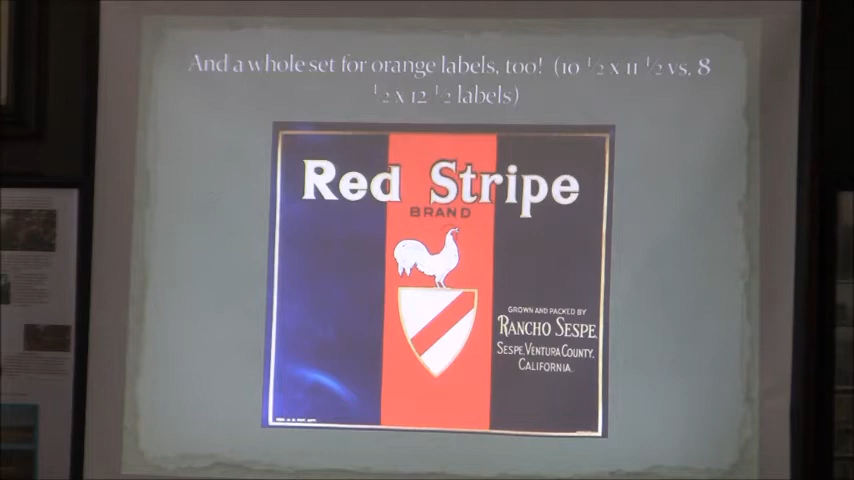 And a whole set for orange labels, too! (10 ½ x 11 ½ vs. 8
½ x 12 ½ labels)
Red Stripe
BRAND
GROWN AND PACKED BY
RANCHO SESPE
SESPE, VENTURA COUNTY,
CALIFORNIA.